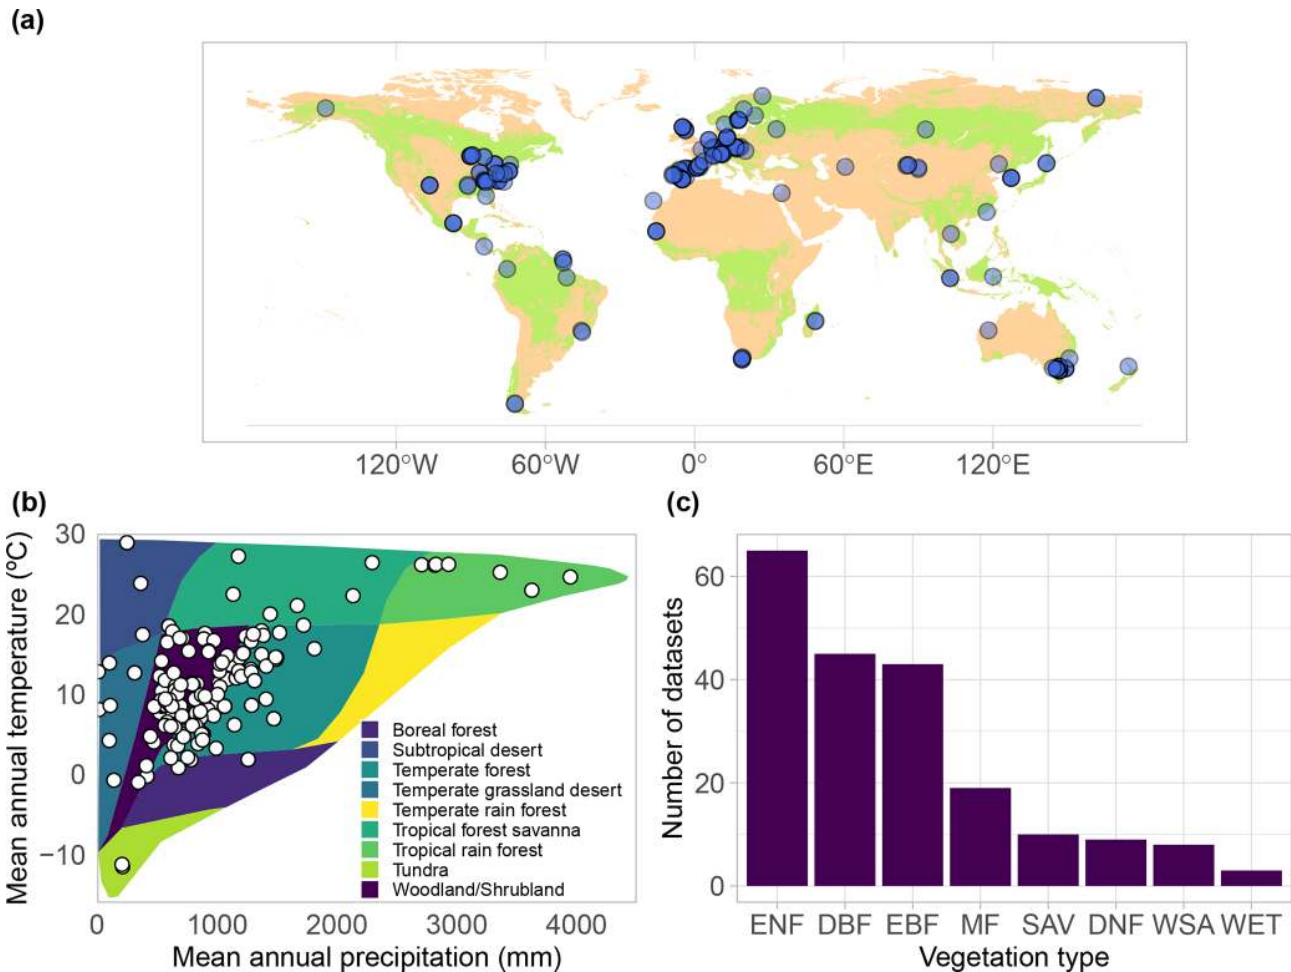 (a)
120°W 60°W 0° 60°E 120°E
(b)
Mean annual temperature (ºC)
30
20
10
0
−10
Boreal forest
Subtropical desert
Temperate forest
Temperate grassland desert
Temperate rain forest
Tropical forest savanna
Tropical rain forest
Tundra
Woodland/Shrubland
0 1000 2000 3000 4000
Mean annual precipitation (mm)
(c)
Number of datasets
60
40
20
0
ENF DBF EBF MF SAV DNF WSA WET
Vegetation type